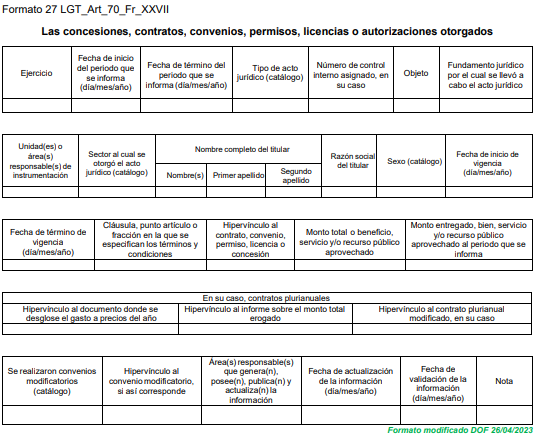 Formato 27 LGT_Art_70_Fr_XXVII
Las concesiones, contratos, convenios, permisos, licencias o autorizaciones otorgados
Ejercicio
Fecha de inicio
del periodo que
se informa
(día/mes/año)
Fecha de término del
periodo que se
informa (día/mes/año)
Tipo de acto
jurídico (catálogo)
Número de control
interno asignado, en
su caso
Objeto
Fundamento jurídico
por el cual se llevó a
cabo el acto jurídico
Unidad(es) o
área(s)
responsable(s) de
instrumentación
Sector al cual se
otorgó el acto
jurídico (catálogo)
Nombre completo del titular
Nombre(s)
Primer apellido
Segundo
apellido
Razón social
del titular
Sexo (catálogo)
Fecha de inicio de
vigencia
(día/mes/año)
Fecha de término de
vigencia
(día/mes/año)
Cláusula, punto artículo o
fracción en la que se
especifican los términos y
condiciones
Hipervínculo al
contrato, convenio,
permiso, licencia o
concesión
Monto total o beneficio,
servicio y/o recurso público
aprovechado
Monto entregado, bien, servicio
y/o recurso público
aprovechado al periodo que se
informa
En su caso, contratos plurianuales
Hipervínculo al documento donde se
desglose el gasto a precios del año
Hipervínculo al informe sobre el monto total
erogado
Hipervínculo al contrato plurianual
modificado, en su caso
Se realizaron convenios
modificatorios
(catálogo)
Hipervínculo al
convenio modificatorio,
si así corresponde
Área(s) responsable(s)
que genera(n),
posee(n), publica(n) y
actualiza(n) la
información
Fecha de actualización
de la información
(día/mes/año)
Fecha de
validación de la
información
(día/mes/año)
Nota
Formato modificado DOF 26/04/2023